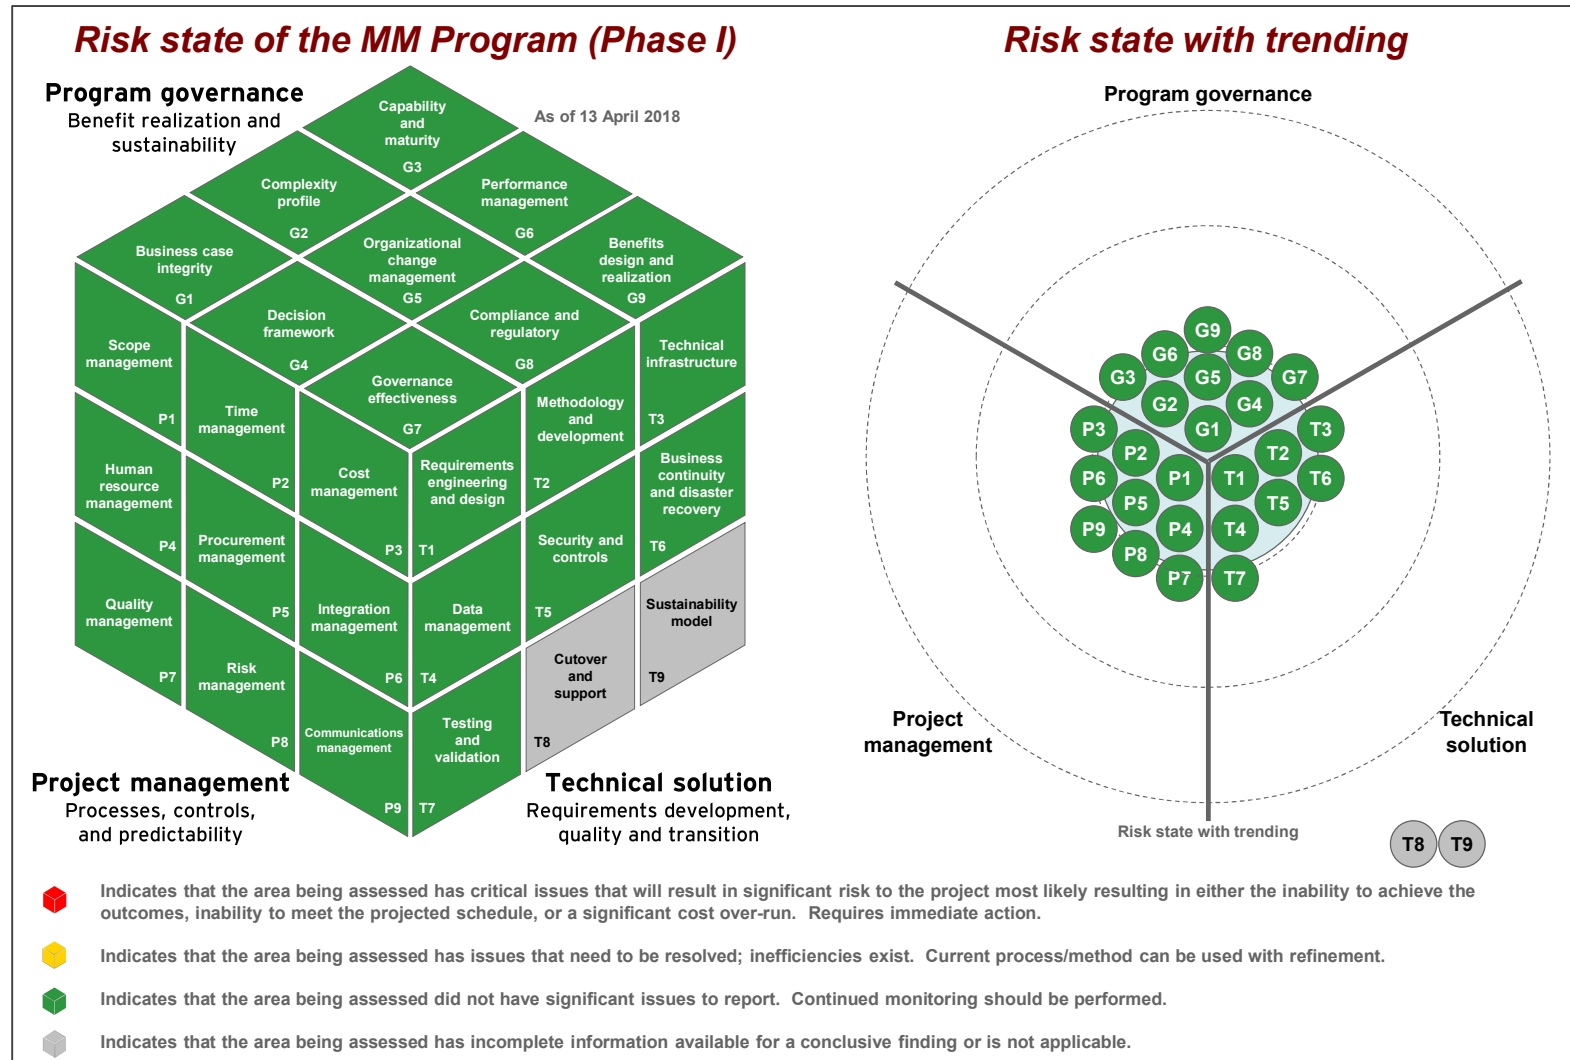 Risk state of the MM Program (Phase I)
Risk state with trending
Program governance
Benefit realization and
sustainability
As of 13 April 2018
Capability
and
maturity
G3
Complexity
profile
G2
Performance
management
G6
Business case
integrity
G1
Organizational
change
management
G5
Benefits
design and
realization
G9
Decision
framework
G4
Compliance and
regulatory
G8
Governance
effectiveness
G7
Scope
management
P1
Time
management
P2
Cost
management
P3
Human
resource
management
P4
Procurement
management
P5
Integration
management
P6
Quality
management
P7
Risk
management
P8
Communications
management
P9
Requirements
engineering
and design
T1
Methodology
and
development
T2
Technical
infrastructure
T3
Data
management
T4
Security and
controls
T5
Business
continuity
and disaster
recovery
T6
Testing
and
validation
T7
Cutover
and
support
T8
Sustainability
model
T9
Project management
Processes, controls,
and predictability
Technical solution
Requirements development,
quality and transition
Program governance
G9
G6
G8
G3
G5
G7
G2
G4
G1
P3
P2
P1
P6
P5
P4
P9
P8
P7
T3
T2
T1
T6
T5
T4
T7
Project
management
Technical
solution
Risk state with trending
T8
T9
Indicates that the area being assessed has critical issues that will result in significant risk to the project most likely resulting in either the inability to achieve the
outcomes, inability to meet the projected schedule, or a significant cost over-run.  Requires immediate action.
Indicates that the area being assessed has issues that need to be resolved; inefficiencies exist.  Current process/method can be used with refinement.
Indicates that the area being assessed did not have significant issues to report.  Continued monitoring should be performed.
Indicates that the area being assessed has incomplete information available for a conclusive finding or is not applicable.